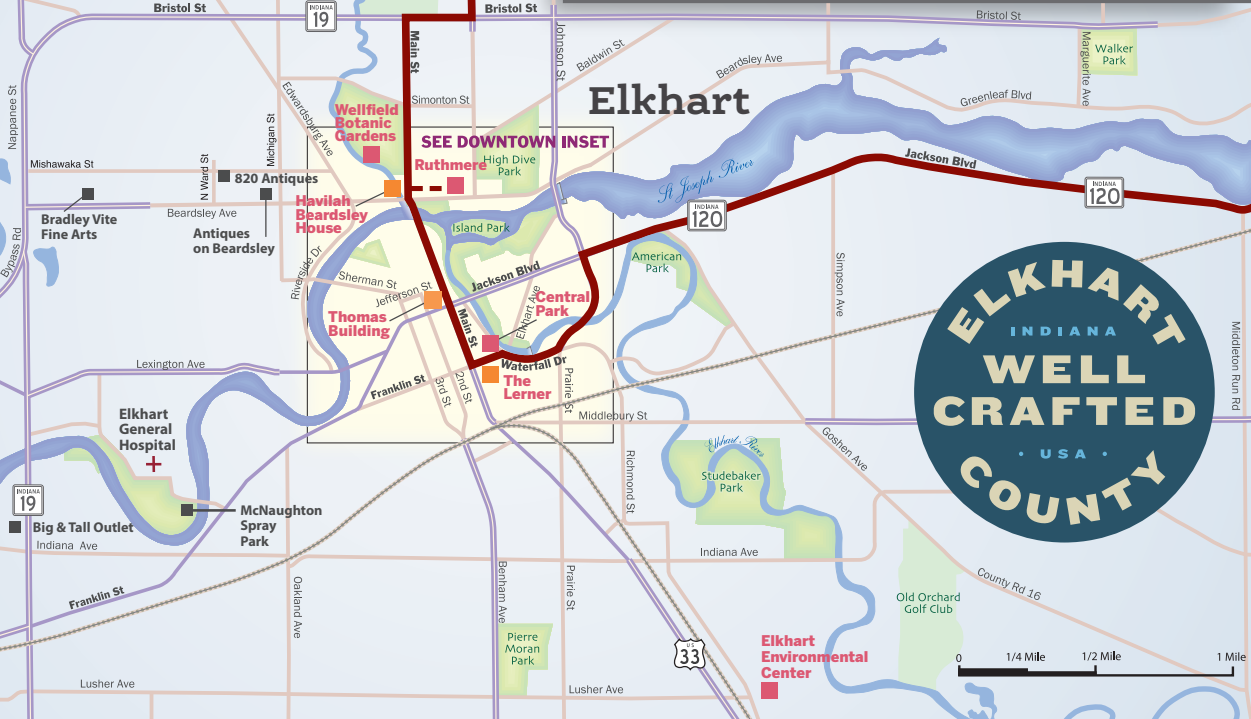 Bristol St
INDIANA
19
Bristol St
Bristol St
Nappanee St
Main St
Johnson St
Baldwin St
Beardsley Ave
Marguerite Ave
Walker
Park
Elkhart
Simonton St
Greenleaf Blvd
Edwardsburg Ave
Wellfield
Botanic
Gardens
SEE DOWNTOWN INSET
Michigan St
Mishawaka St
N Ward St
820 Antiques
Ruthmere
High Dive
Park
Jackson Blvd
St Joseph River
INDIANA
120
INDIANA
120
Bradley Vite
Fine Arts
Beardsley Ave
Antiques
on Beardsley
Havilah
Beardsley
House
Island Park
Bypass Rd
Riverside Dr
Sherman St
Jefferson St
Jackson Blvd
American
Park
Simpson Ave
Thomas
Building
Main St
Elkhart Ave
Central
Park
Waterfall Dr
The
Lerner
Lexington Ave
Franklin St
3rd St
2nd St
Prairie St
Middlebury St
Middleton Run Rd
ELKHART
INDIANA
WELL
CRAFTED
• USA •
COUNTY
Elkhart
General
Hospital
Goshen Ave
Elkhart River
Studebaker
Park
Richmond St
INDIANA
19
Big & Tall Outlet
McNaughton
Spray
Park
Indiana Ave
Indiana Ave
Franklin St
Oakland Ave
Benham Ave
Prairie St
County Rd 16
Old Orchard
Golf Club
Pierre
Moran
Park
US
33
Elkhart
Environmental
Center
0 1/4 Mile 1/2 Mile 1 Mile
Lusher Ave
Lusher Ave